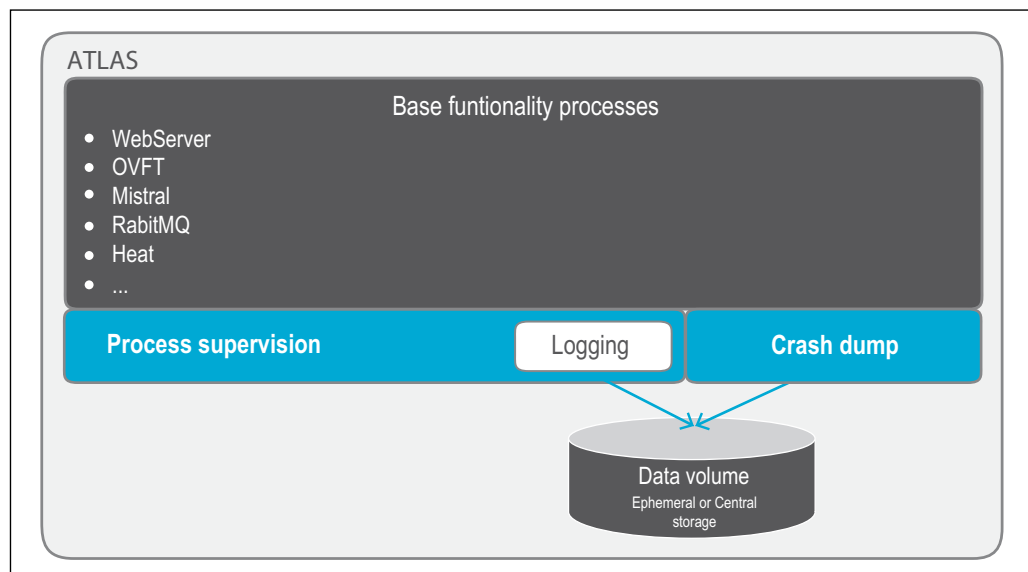 ATLAS
Base funtionality processes
• WebServer
• OVFT
• Mistral
• RabitMQ
• Heat
• ...
Process supervision
Logging
Crash dump
Data volume
Ephemeral or Central
storage